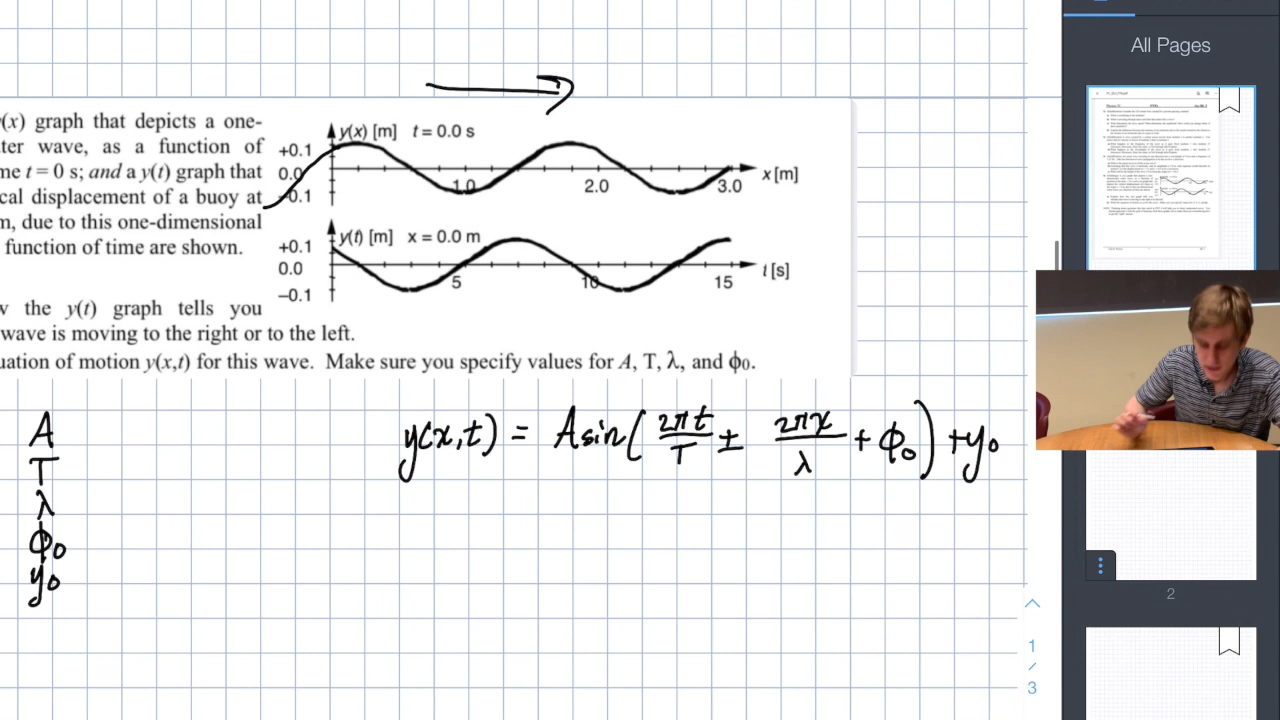 All Pages
(x) graph that depicts a one-
ter wave, as a function of
me t = 0 s; and a y(t) graph that
cal displacement of a buoy at
m, due to this one-dimensional
function of time are shown.
y(x) [m] t = 0.0 s
+0.1
0.0
-0.1
2.0
3.0
x [m]
y(t) [m] x = 0.0 m
+0.1
0.0
-0.1
5
10
15
t [s]
w the y(t) graph tells you
wave is moving to the right or to the left.
uation of motion y(x,t) for this wave. Make sure you specify values for A, T, λ, and ϕ0.
A
T
λ
ϕ0
y0
y(x,t) = A sin( 2πt/T ± 2πx/λ + ϕ0 ) + y0
2
1
/
3